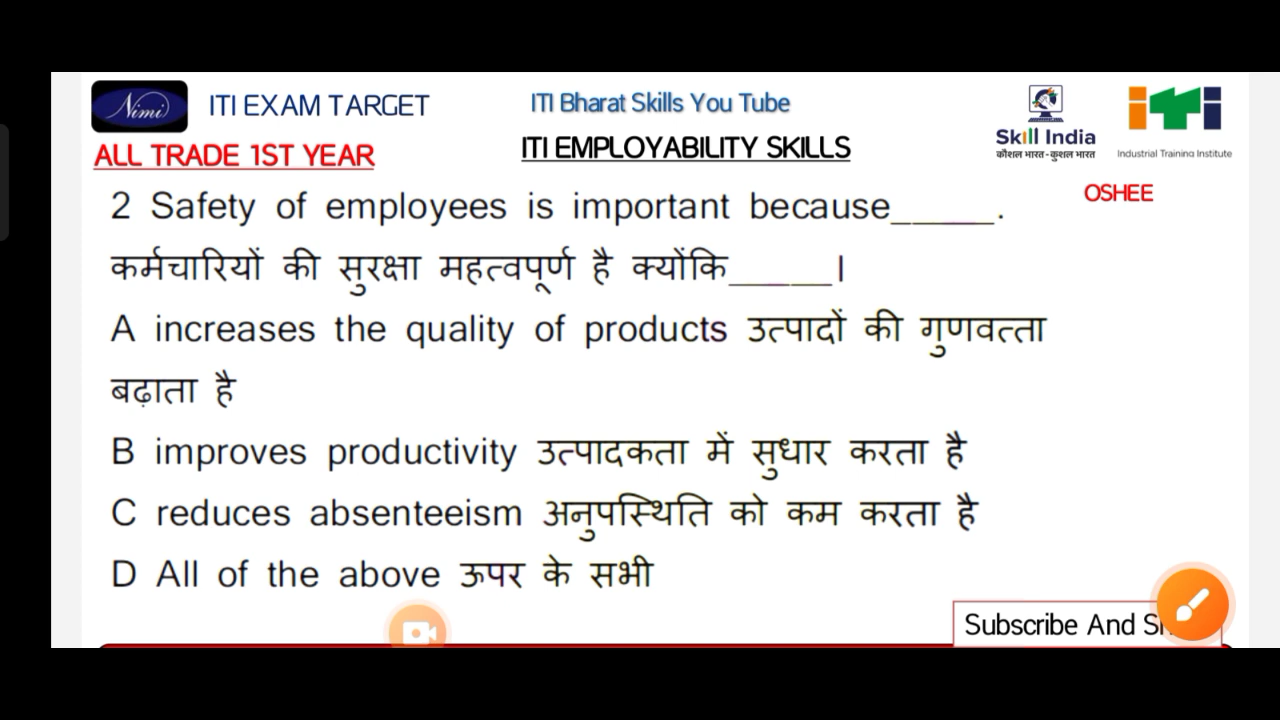 Nimi ITI EXAM TARGET ITI Bharat Skills You Tube
ALL TRADE 1ST YEAR ITI EMPLOYABILITY SKILLS
Skill India
कौशल भारत-कुशल भारत
iTi
Industrial Training Institute
OSHEE
2 Safety of employees is important because_____.
कर्मचारियों की सुरक्षा महत्वपूर्ण है क्योंकि_____।
A increases the quality of products उत्पादों की गुणवत्ता
बढ़ाता है
B improves productivity उत्पादकता में सुधार करता है
C reduces absenteeism अनुपस्थिति को कम करता है
D All of the above ऊपर के सभी
Subscribe And